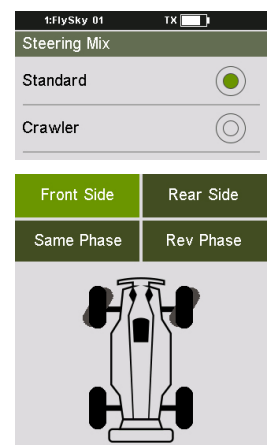 1:FlySky 01 TX
Steering Mix
Standard
Crawler
Front Side Rear Side
Same Phase Rev Phase